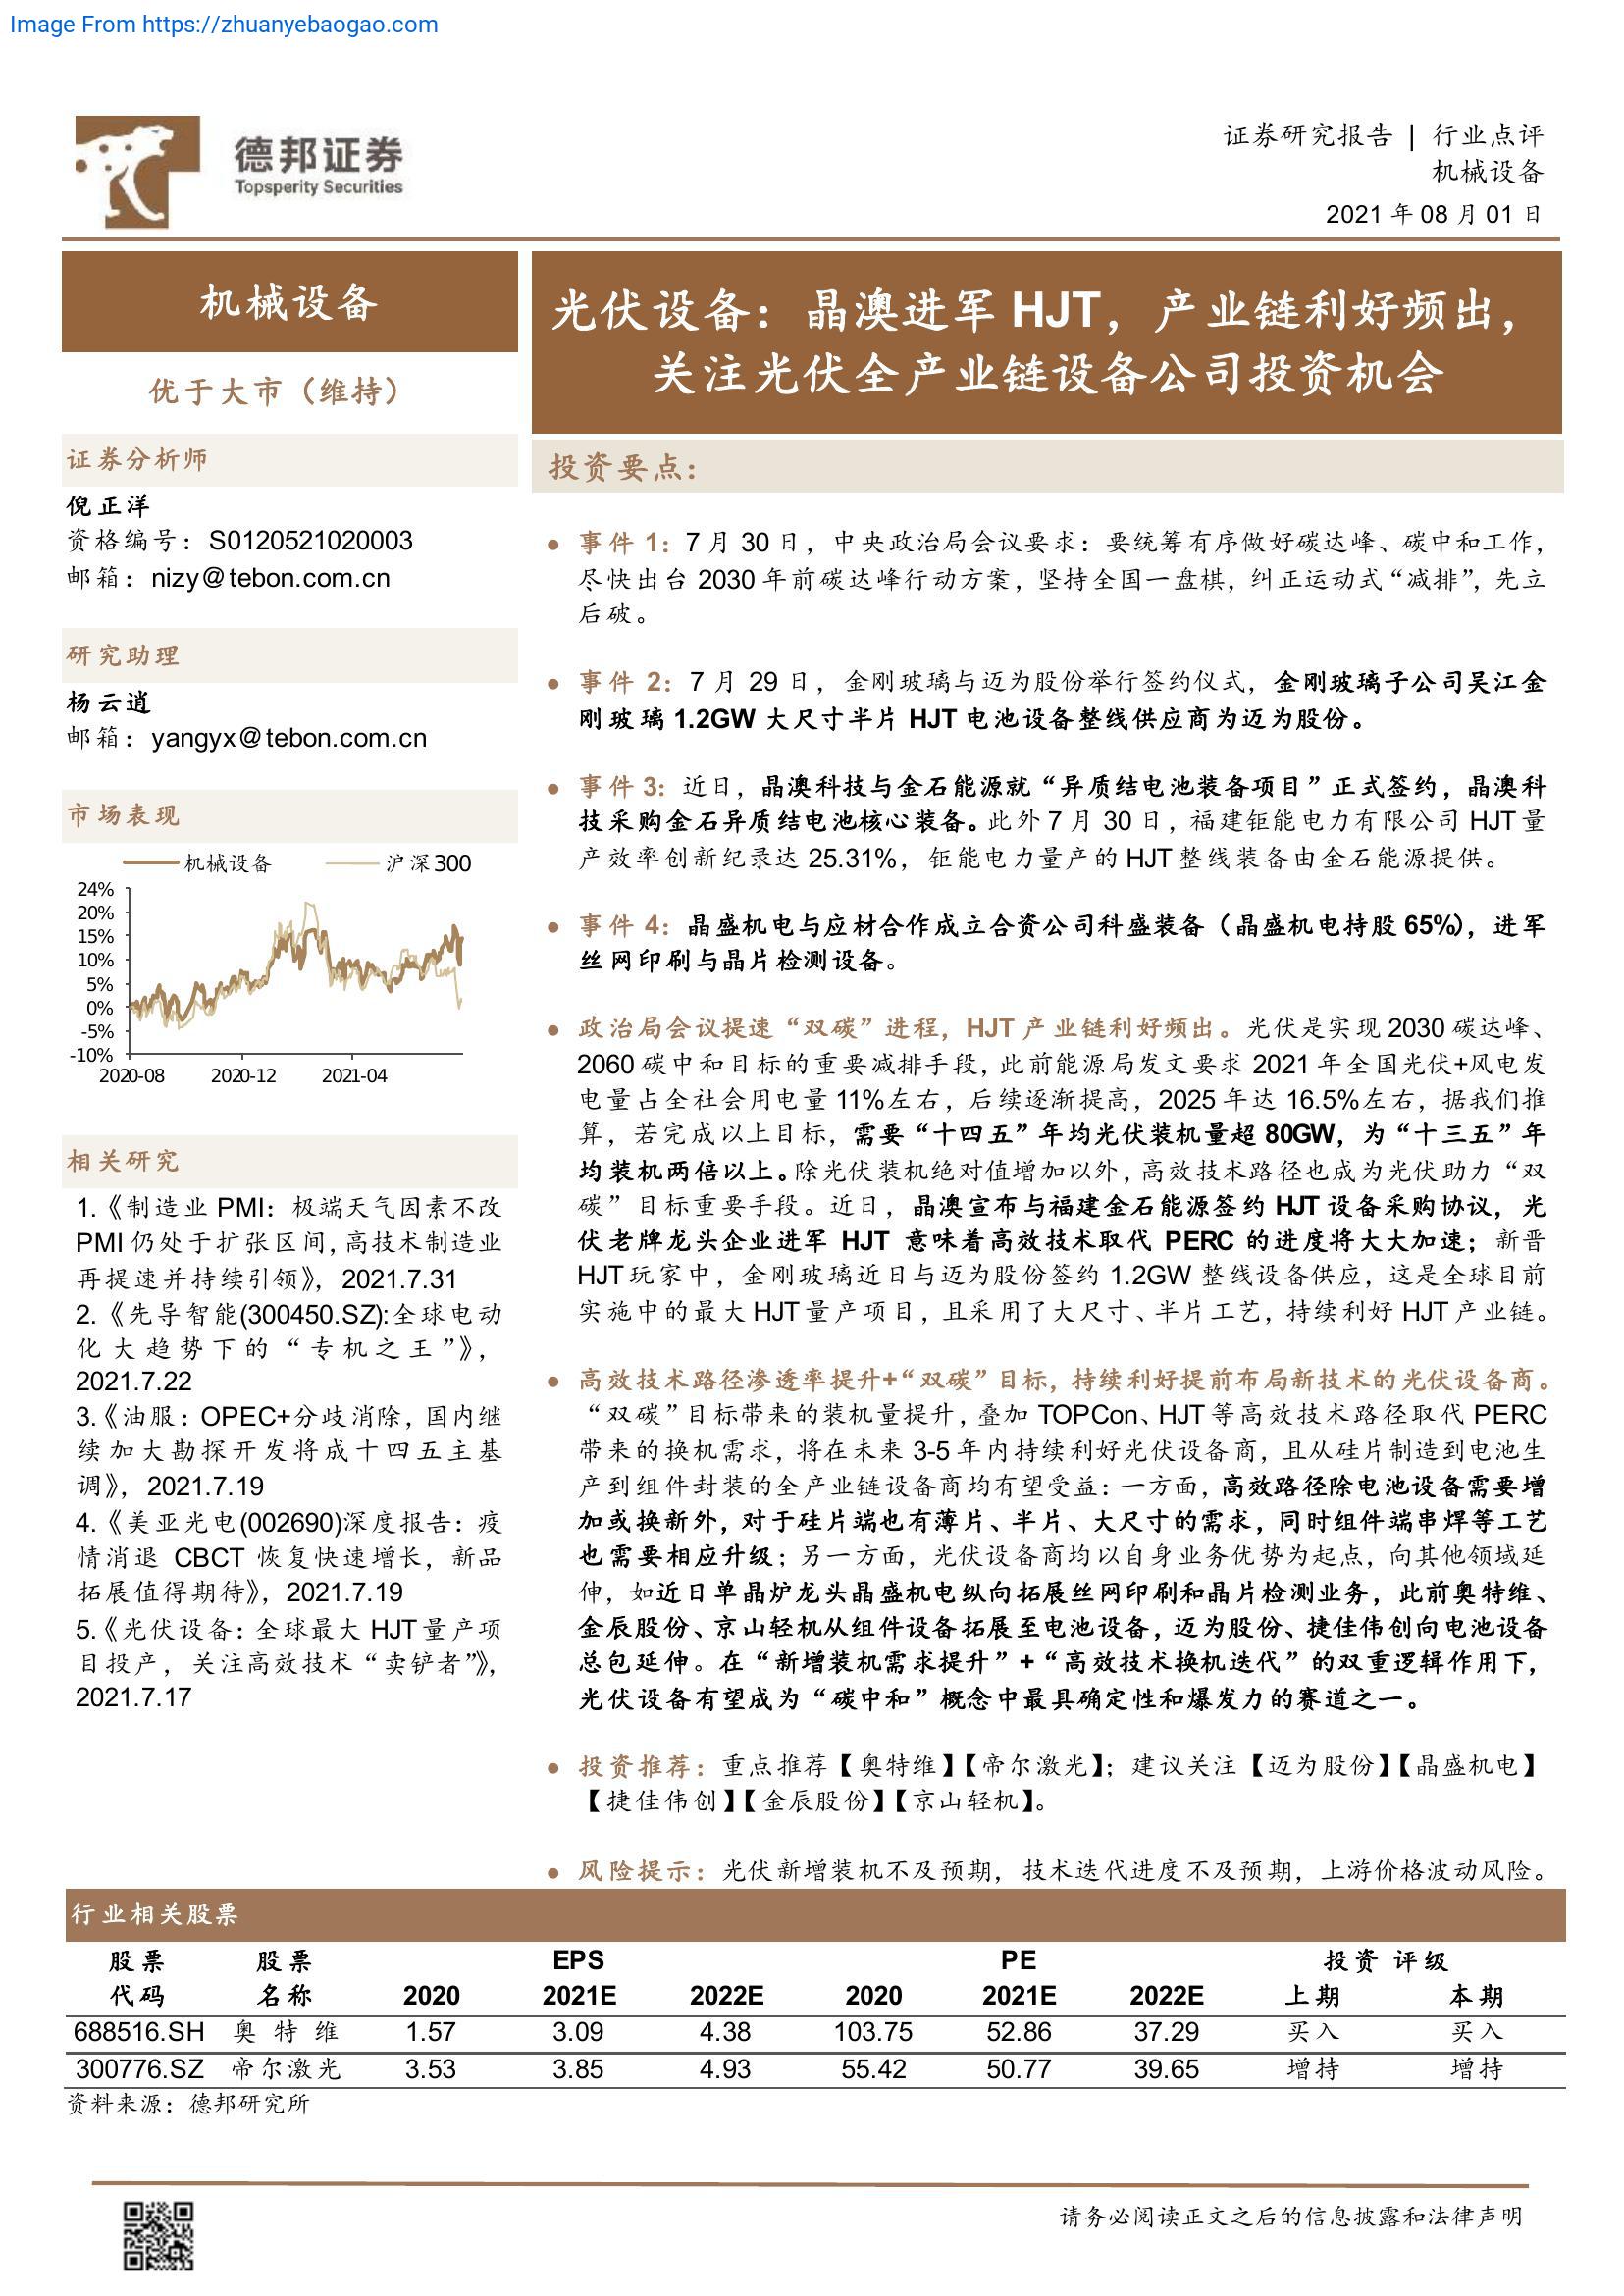 Image From https://zhuanyebaogao.com
德邦证券
Topsperity Securities
证券研究报告 | 行业点评
机械设备
2021 年 08 月 01 日
机械设备
优于大市（维持）
证券分析师
倪正洋
资格编号：S0120521020003
邮箱：nizy@tebon.com.cn
研究助理
杨云逍
邮箱：yangyx@tebon.com.cn
市场表现
机械设备 沪深300
24%
20%
15%
10%
5%
0%
-5%
-10%
2020-08 2020-12 2021-04
相关研究
1.《制造业 PMI：极端天气因素不改
PMI 仍处于扩张区间，高技术制造业
再提速并持续引领》，2021.7.31
2.《先导智能(300450.SZ):全球电动
化大趋势下的“专机之王”》，
2021.7.22
3.《油服：OPEC+分歧消除，国内继
续加大勘探开发将成十四五主基
调》，2021.7.19
4.《美亚光电(002690)深度报告：疫
情消退 CBCT 恢复快速增长，新品
拓展值得期待》，2021.7.19
5.《光伏设备：全球最大 HJT 量产项
目投产，关注高效技术“卖铲者”》，
2021.7.17
光伏设备：晶澳进军 HJT，产业链利好频出，
关注光伏全产业链设备公司投资机会
投资要点：
● 事件 1：7 月 30 日，中央政治局会议要求：要统筹有序做好碳达峰、碳中和工作，
尽快出台 2030 年前碳达峰行动方案，坚持全国一盘棋，纠正运动式“减排”，先立
后破。
● 事件 2：7 月 29 日，金刚玻璃与迈为股份举行签约仪式，金刚玻璃子公司吴江金
刚玻璃 1.2GW 大尺寸半片 HJT 电池设备整线供应商为迈为股份。
● 事件 3：近日，晶澳科技与金石能源就“异质结电池装备项目”正式签约，晶澳科
技采购金石异质结电池核心装备。此外 7 月 30 日，福建钜能电力有限公司 HJT 量
产效率创新纪录达 25.31%，钜能电力量产的 HJT 整线装备由金石能源提供。
● 事件 4：晶盛机电与应材合作成立合资公司科盛装备（晶盛机电持股 65%），进军
丝网印刷与晶片检测设备。
● 政治局会议提速“双碳”进程，HJT 产业链利好频出。光伏是实现 2030 碳达峰、
2060 碳中和目标的重要减排手段，此前能源局发文要求 2021 年全国光伏+风电发
电量占全社会用电量 11%左右，后续逐渐提高，2025 年达 16.5%左右，据我们推
算，若完成以上目标，需要“十四五”年均光伏装机量超 80GW，为“十三五”年
均装机两倍以上。除光伏装机绝对值增加以外，高效技术路径也成为光伏助力“双
碳”目标重要手段。近日，晶澳宣布与福建金石能源签约 HJT 设备采购协议，光
伏老牌龙头企业进军 HJT 意味着高效技术取代 PERC 的进度将大大加速；新晋
HJT 玩家中，金刚玻璃近日与迈为股份签约 1.2GW 整线设备供应，这是全球目前
实施中的最大 HJT 量产项目，且采用了大尺寸、半片工艺，持续利好 HJT 产业链。
● 高效技术路径渗透率提升+“双碳”目标，持续利好提前布局新技术的光伏设备商。
“双碳”目标带来的装机量提升，叠加 TOPCon、HJT 等高效技术路径取代 PERC
带来的换机需求，将在未来 3-5 年内持续利好光伏设备商，且从硅片制造到电池生
产到组件封装的全产业链设备商均有望受益：一方面，高效路径除电池设备需要增
加或换新外，对于硅片端也有薄片、半片、大尺寸的需求，同时组件端串焊等工艺
也需要相应升级；另一方面，光伏设备商均以自身业务优势为起点，向其他领域延
伸，如近日单晶炉龙头晶盛机电纵向拓展丝网印刷和晶片检测业务，此前奥特维、
金辰股份、京山轻机从组件设备拓展至电池设备，迈为股份、捷佳伟创向电池设备
总包延伸。在“新增装机需求提升”+“高效技术换机迭代”的双重逻辑作用下，
光伏设备有望成为“碳中和”概念中最具确定性和爆发力的赛道之一。
● 投资推荐：重点推荐【奥特维】【帝尔激光】；建议关注【迈为股份】【晶盛机电】
【捷佳伟创】【金辰股份】【京山轻机】。
● 风险提示：光伏新增装机不及预期，技术迭代进度不及预期，上游价格波动风险。
行业相关股票
股票 股票 EPS PE 投资评级
代码 名称 2020 2021E 2022E 2020 2021E 2022E 上期 本期
688516.SH 奥特维 1.57 3.09 4.38 103.75 52.86 37.29 买入 买入
300776.SZ 帝尔激光 3.53 3.85 4.93 55.42 50.77 39.65 增持 增持
资料来源：德邦研究所
请务必阅读正文之后的信息披露和法律声明